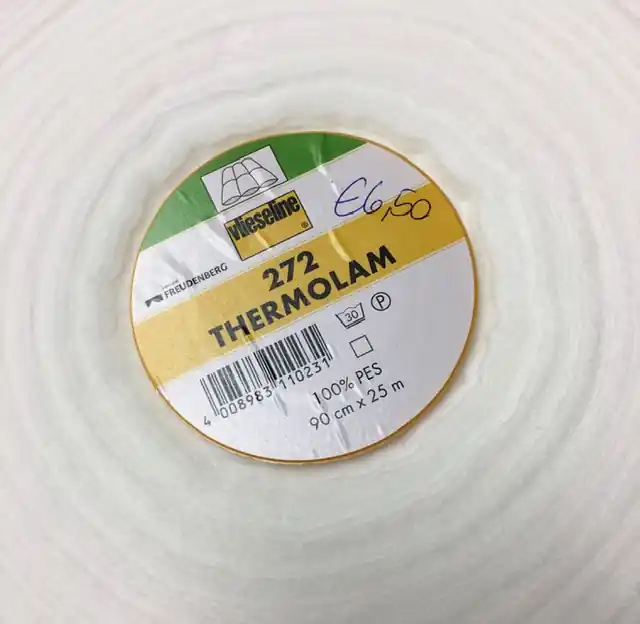 vlieseline
®
€6,50
FREUDENBERG
272
THERMOLAM
30
P
4 008983 110231
100% PES
90 cm x 25 m